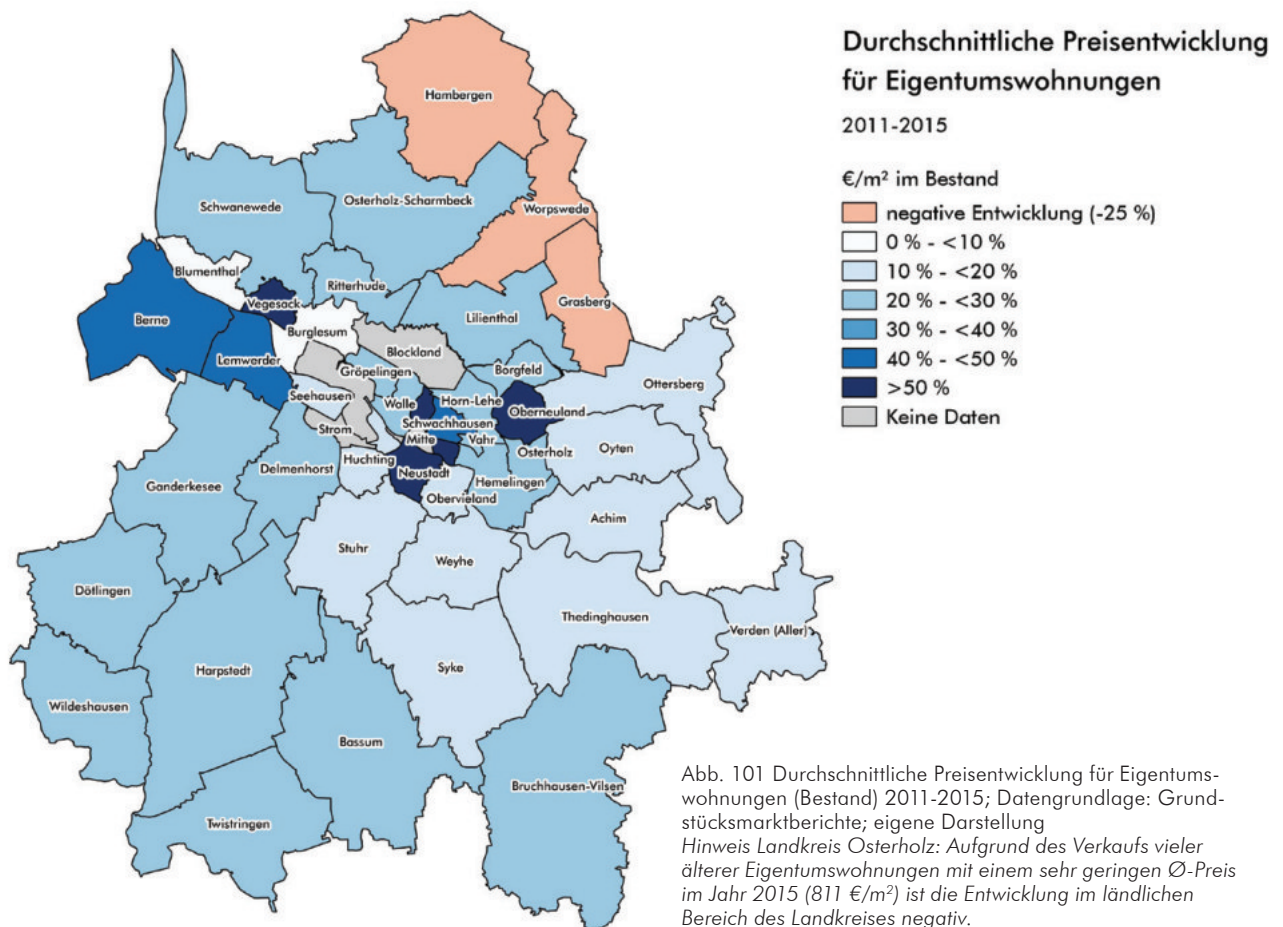 Durchschnittliche Preisentwicklung
für Eigentumswohnungen
2011-2015
€/m² im Bestand
negative Entwicklung (-25 %)
0 % - <10 %
10 % - <20 %
20 % - <30 %
30 % - <40 %
40 % - <50 %
>50 %
Keine Daten
Hambergen
Schwanewede
Osterholz-Scharmbeck
Worpswede
Blumenthal
Ritterhude
Vegesack
Grasberg
Berne
Lilienthal
Burglesum
Blockland
Lemwerder
Gröpelingen
Borgfeld
Ottersberg
Seehausen
Walle
Horn-Lehe
Oberneuland
Schwachhausen
Strom
Mitte
Vahr
Osterholz
Oyten
Huchting
Delmenhorst
Neustadt
Hemelingen
Ganderkesee
Obervieland
Achim
Stuhr
Weyhe
Dötlingen
Thedinghausen
Verden (Aller)
Harpstedt
Syke
Wildeshausen
Bassum
Bruchhausen-Vilsen
Twistringen
Abb. 101 Durchschnittliche Preisentwicklung für Eigentums-
wohnungen (Bestand) 2011-2015; Datengrundlage: Grund-
stücksmarktberichte; eigene Darstellung
Hinweis Landkreis Osterholz: Aufgrund des Verkaufs vieler
älterer Eigentumswohnungen mit einem sehr geringen Ø-Preis
im Jahr 2015 (811 €/m²) ist die Entwicklung im ländlichen
Bereich des Landkreises negativ.